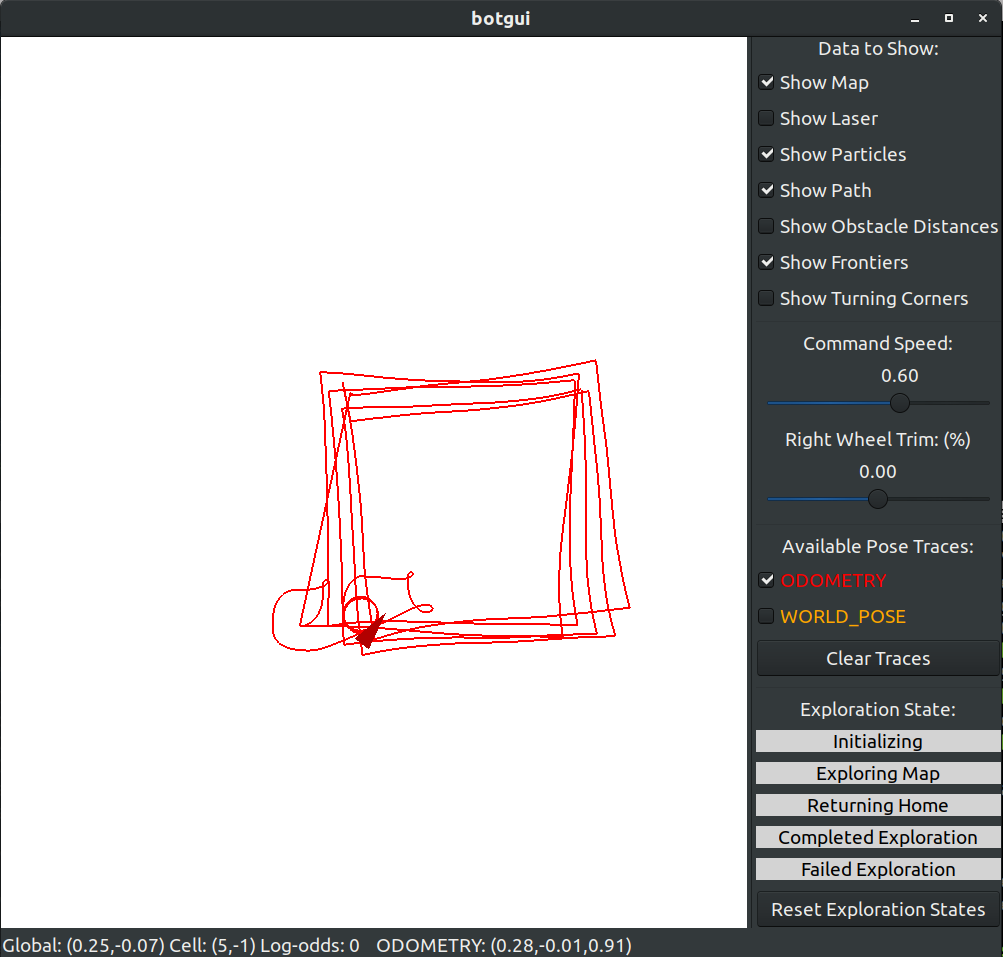 botgui
Data to Show:
Show Map
Show Laser
Show Particles
Show Path
Show Obstacle Distances
Show Frontiers
Show Turning Corners
Command Speed:
0.60
Right Wheel Trim: (%)
0.00
Available Pose Traces:
ODOMETRY
WORLD_POSE
Clear Traces
Exploration State:
Initializing
Exploring Map
Returning Home
Completed Exploration
Failed Exploration
Reset Exploration States
Global: (0.25,-0.07) Cell: (5,-1) Log-odds: 0 ODOMETRY: (0.28,-0.01,0.91)